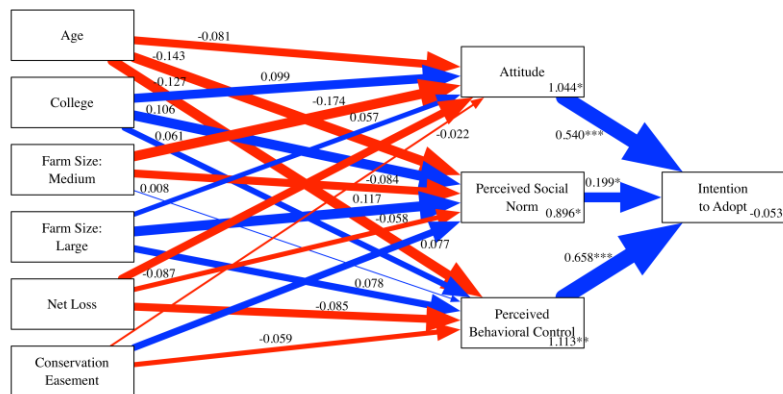 Age
College
Farm Size:
Medium
Farm Size:
Large
Net Loss
Conservation
Easement
-0.081
-0.143
-0.127
0.099
0.106
-0.174
0.057
0.061
-0.022
0.008
-0.084
0.117
-0.058
0.077
-0.087
0.078
-0.085
-0.059
Attitude
1.044*
Perceived Social
Norm
0.896*
Perceived
Behavioral Control
1.113**
0.540***
0.199*
0.658***
Intention
to Adopt
-0.053